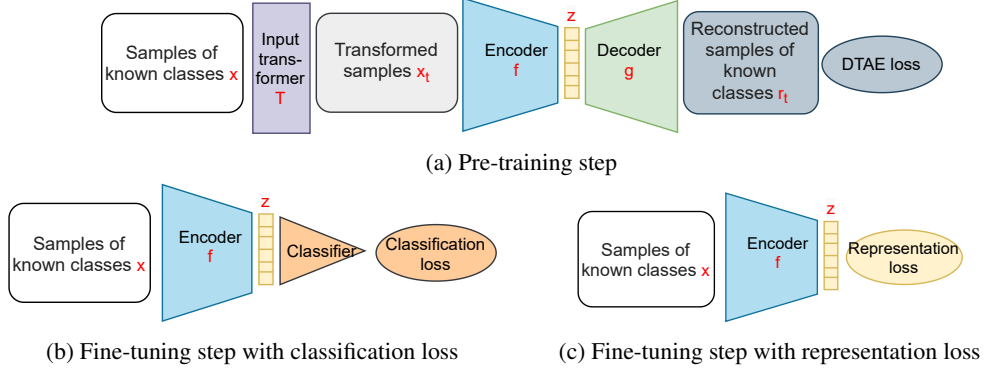 Samples of
known classes x
Input
trans-
former
T
Transformed
samples x_t
Encoder
f
z
Decoder
g
Reconstructed
samples of
known
classes r_t
DTAE loss
(a) Pre-training step
Samples of
known classes x
Encoder
f
z
Classifier
Classification
loss
(b) Fine-tuning step with classification loss
Samples of
known classes x
Encoder
f
z
Representation
loss
(c) Fine-tuning step with representation loss